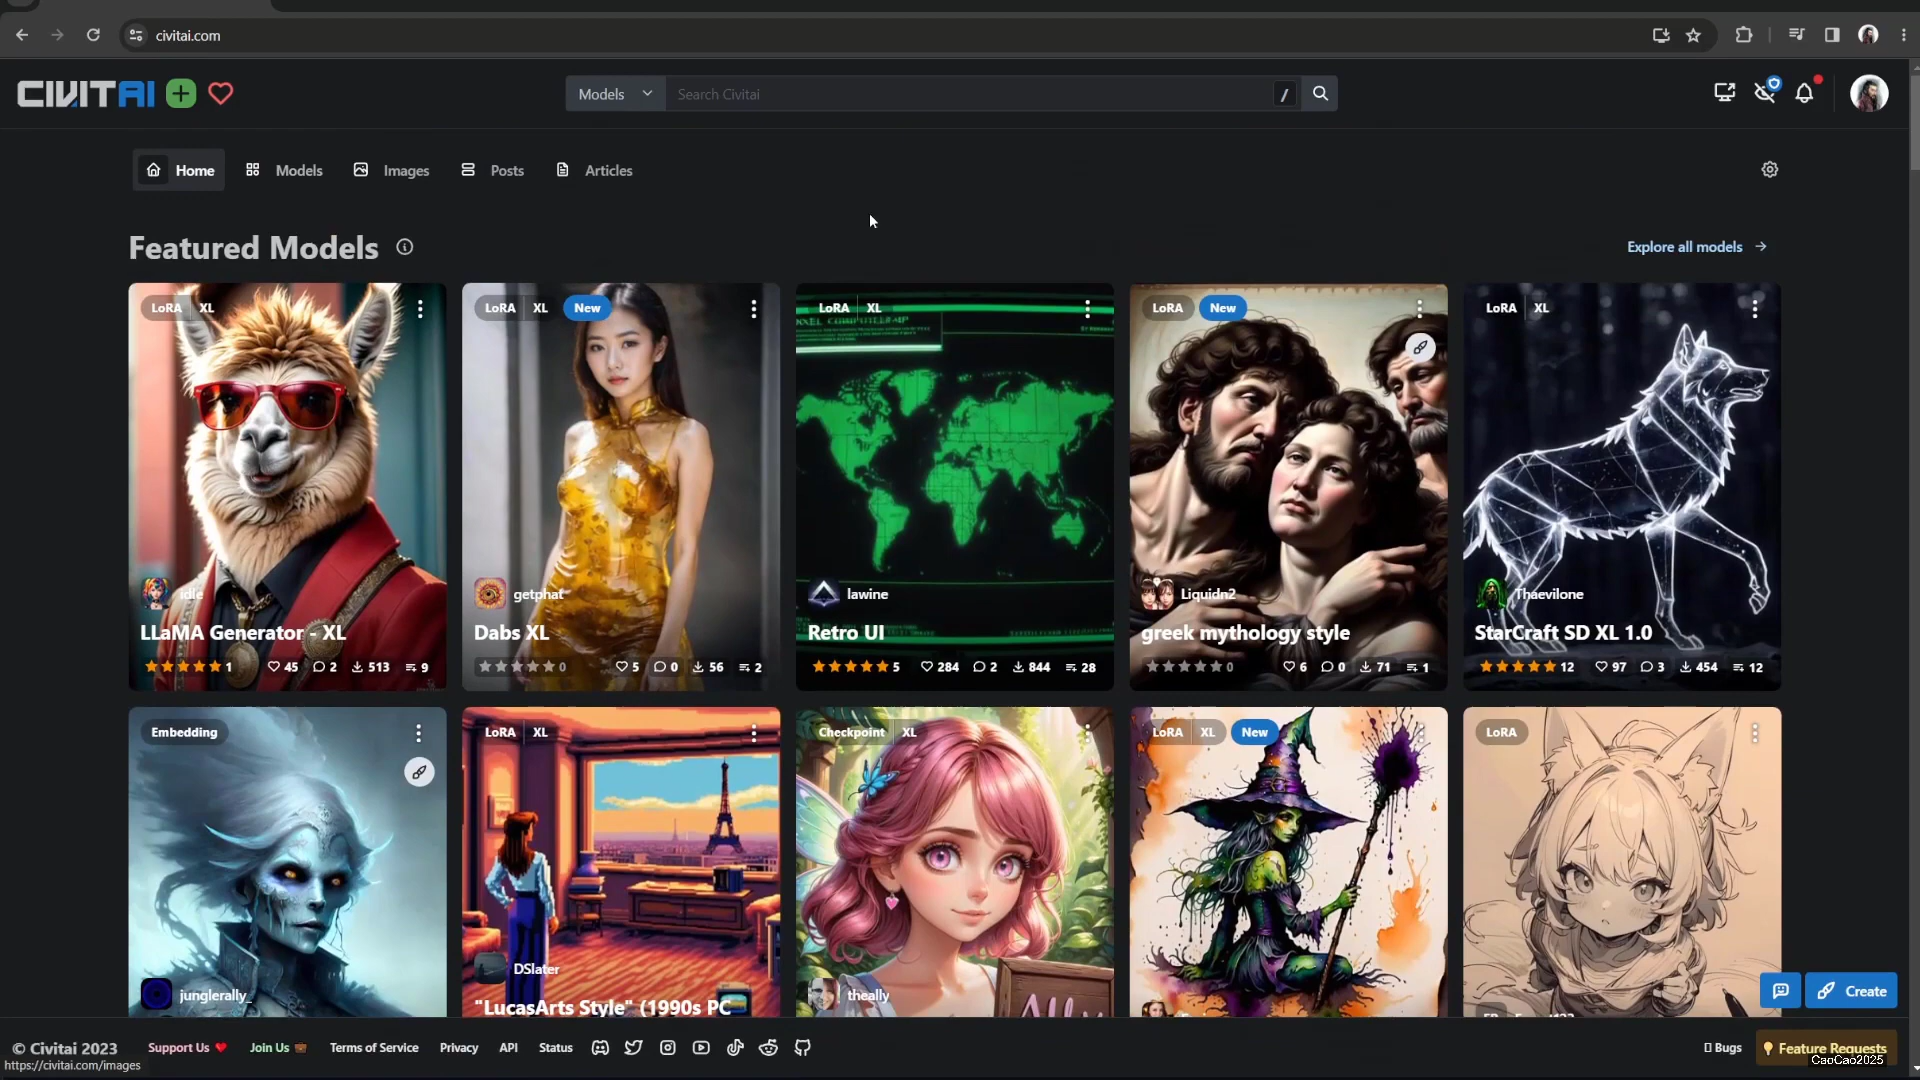 civitai.com
CIVITAI
Models
Search Civitai
/
Home
Models
Images
Posts
Articles
Featured Models
Explore all models
LoRA XL
LoRA XL New
LoRA XL
LoRA New
LoRA XL
idle
getphat
lawine
Liquidn2
Thaevilone
LLaMA Generator - XL
Dabs XL
Retro UI
greek mythology style
StarCraft SD XL 1.0
1 45 2 513 9
0 5 0 56 2
5 284 2 844 28
0 6 0 71 1
12 97 3 454 12
Embedding
LoRA XL
Checkpoint XL
LoRA XL New
LoRA
junglerally_
DSlater
theally
"LucasArts Style" (1990s PC
Create
© Civitai 2023
Support Us
Join Us
Terms of Service
Privacy
API
Status
Bugs
Feature Requests
CaoCao2025
https://civitai.com/images